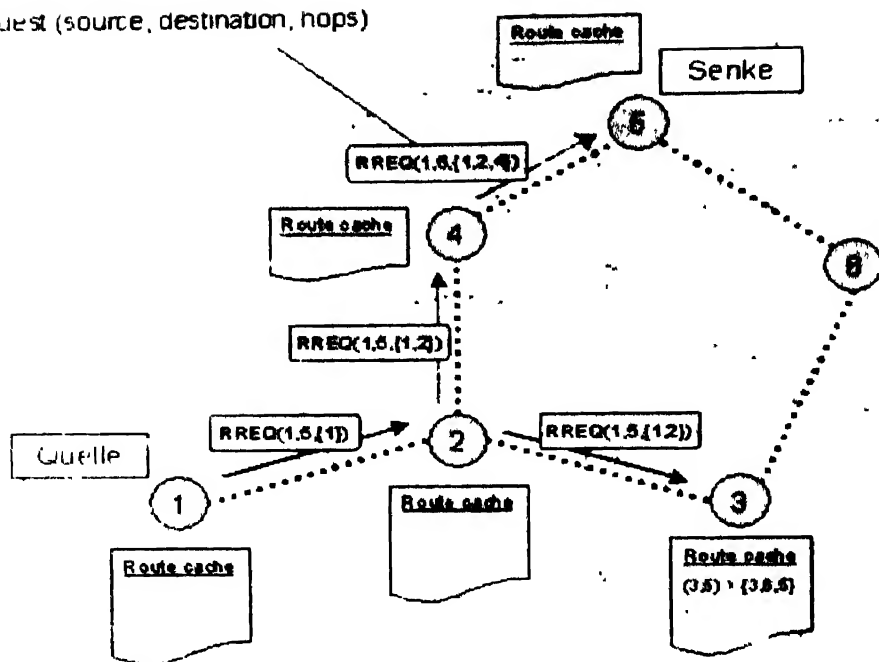 uest (source, destination, hops)
Route cache
Senke
5
RREQ(1,5,{1,2,4})
Route cache
4
6
RREQ(1,5,{1,2})
RREQ(1,5,{1})
2
RREQ(1,5,{1,2})
Quelle
1
3
Route cache
Route cache
Route cache
(3,5) {3,6,5}